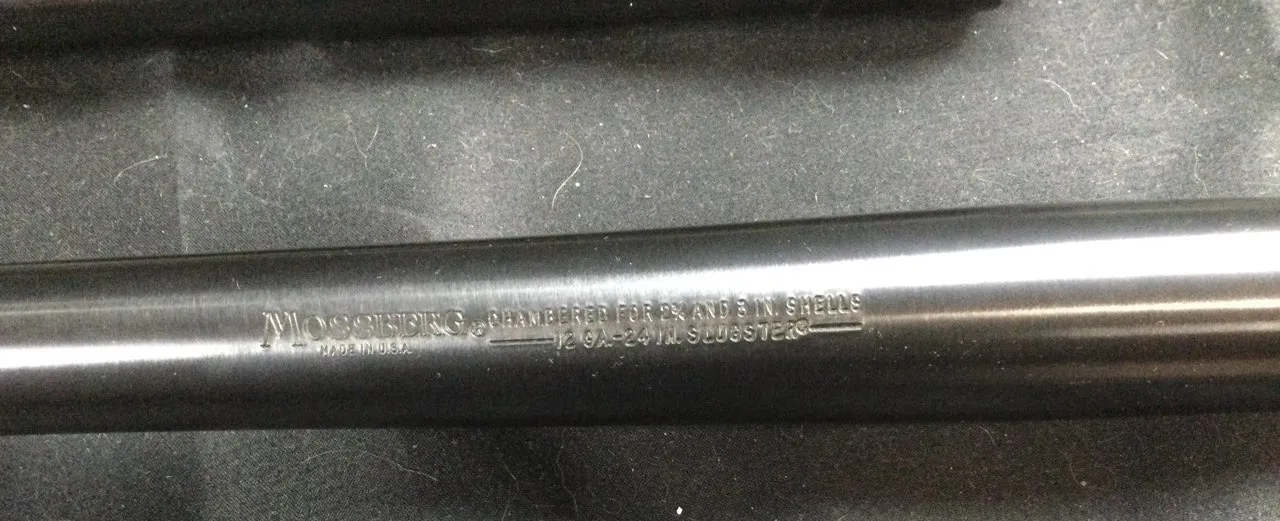 MOSSBERG®
MADE IN U.S.A.
CHAMBERED FOR 2¾ AND 3 IN. SHELLS
12 GA.-24 IN. SLUGSTER